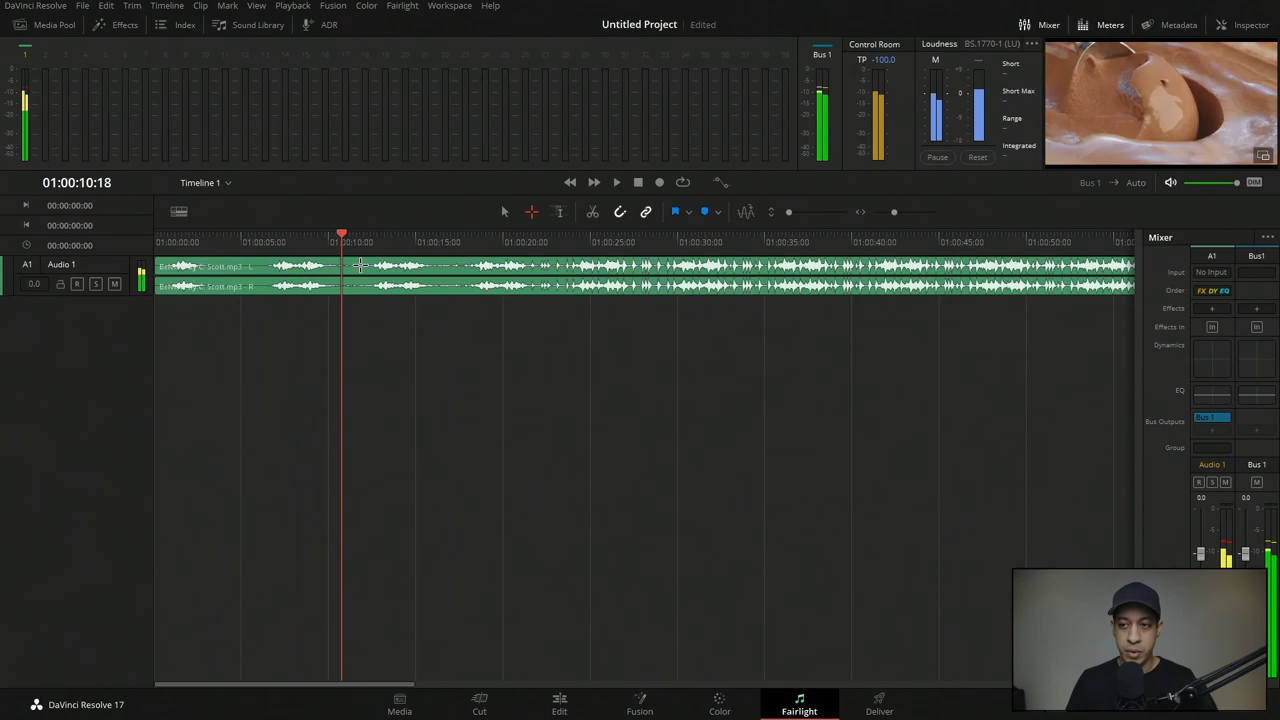 DaVinci Resolve File Edit Trim Timeline Clip Mark View Playback Fusion Color Fairlight Workspace Help
Media Pool Effects Index Sound Library ADR Untitled Project Edited Mixer Meters Metadata Inspector
Bus 1 Control Room Loudness BS.1770-1 (LU)
TP -100.0 M
Short
Short Max
Range
Integrated
Pause Reset
01:00:10:18 Timeline 1 Bus 1 Auto DIM
00:00:00:00
00:00:00:00
00:00:00:00
01:00:00:00 01:00:05:00 01:00:10:00 01:00:15:00 01:00:20:00 01:00:25:00 01:00:30:00 01:00:35:00 01:00:40:00 01:00:45:00 01:00:50:00
A1 Audio 1
0.0 R S M
C. Scott.mp3 - L
C. Scott.mp3 - R
Mixer
A1 Bus1
Input No Input
Order FX DY EQ
Effects
Effects In
Dynamics
EQ
Bus Outputs Bus 1
Group
Audio 1 Bus 1
R S M M
0.0 0.0
DaVinci Resolve 17 Media Cut Edit Fusion Color Fairlight Deliver